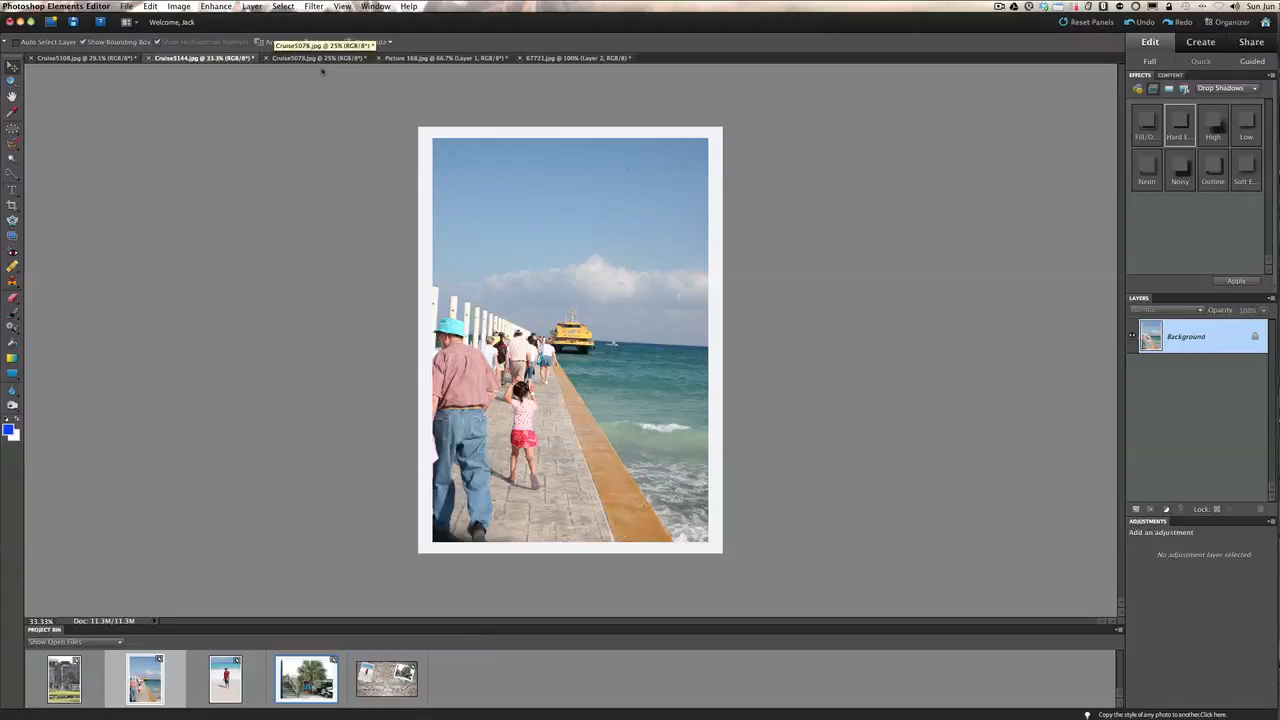 Photoshop Elements Editor File Edit Image Enhance Layer Select Filter View Window Help Sun Jun
Welcome, Jack Reset Panels Undo Redo Organizer
Auto Select Layer Show Bounding Box Cruise5078.jpg @ 25% (RGB/8*) *
Edit Create Share
Cruise5108.jpg @ 29.1% (RGB/8*) * Cruise5144.jpg @ 33.3% (RGB/8*) * Cruise5078.jpg @ 25% (RGB/8*) * Picture 168.jpg @ 66.7% (Layer 1, RGB/8*) * 67721.jpg @ 100% (Layer 2, RGB/8*) *
Full Quick Guided
EFFECTS CONTENT
Drop Shadows
Fill/O... Hard E... High Low
Neon Noisy Outline Soft E...
Apply
LAYERS
Normal Opacity: 100%
Background
Lock:
ADJUSTMENTS
Add an adjustment
No adjustment layer selected
33.33% Doc: 11.3M/11.3M
PROJECT BIN
Show Open Files
Copy the style of any photo to another.Click here.